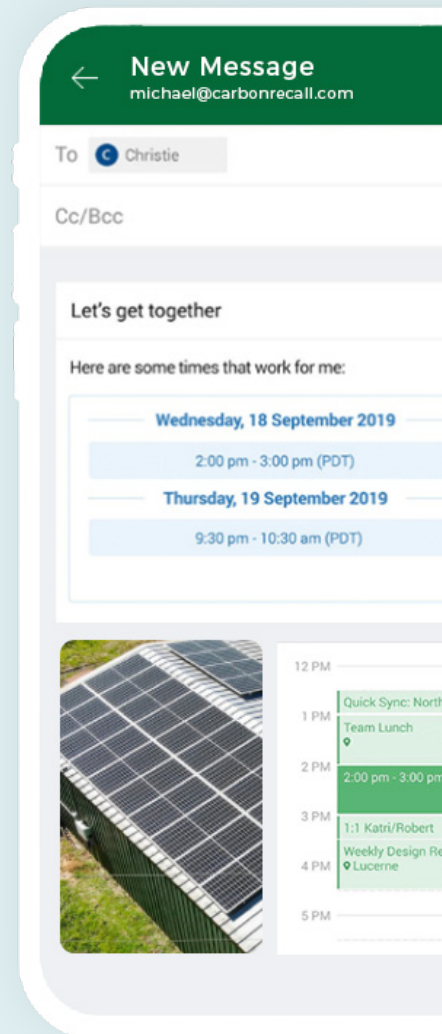 New Message
michael@carbonrecall.com
To C Christie
Cc/Bcc
Let's get together
Here are some times that work for me:
Wednesday, 18 September 2019
2:00 pm - 3:00 pm (PDT)
Thursday, 19 September 2019
9:30 pm - 10:30 am (PDT)
12 PM
Quick Sync: North
1 PM
Team Lunch
2 PM
2:00 pm - 3:00 pm
3 PM
1:1 Katri/Robert
Weekly Design Re
4 PM
Lucerne
5 PM